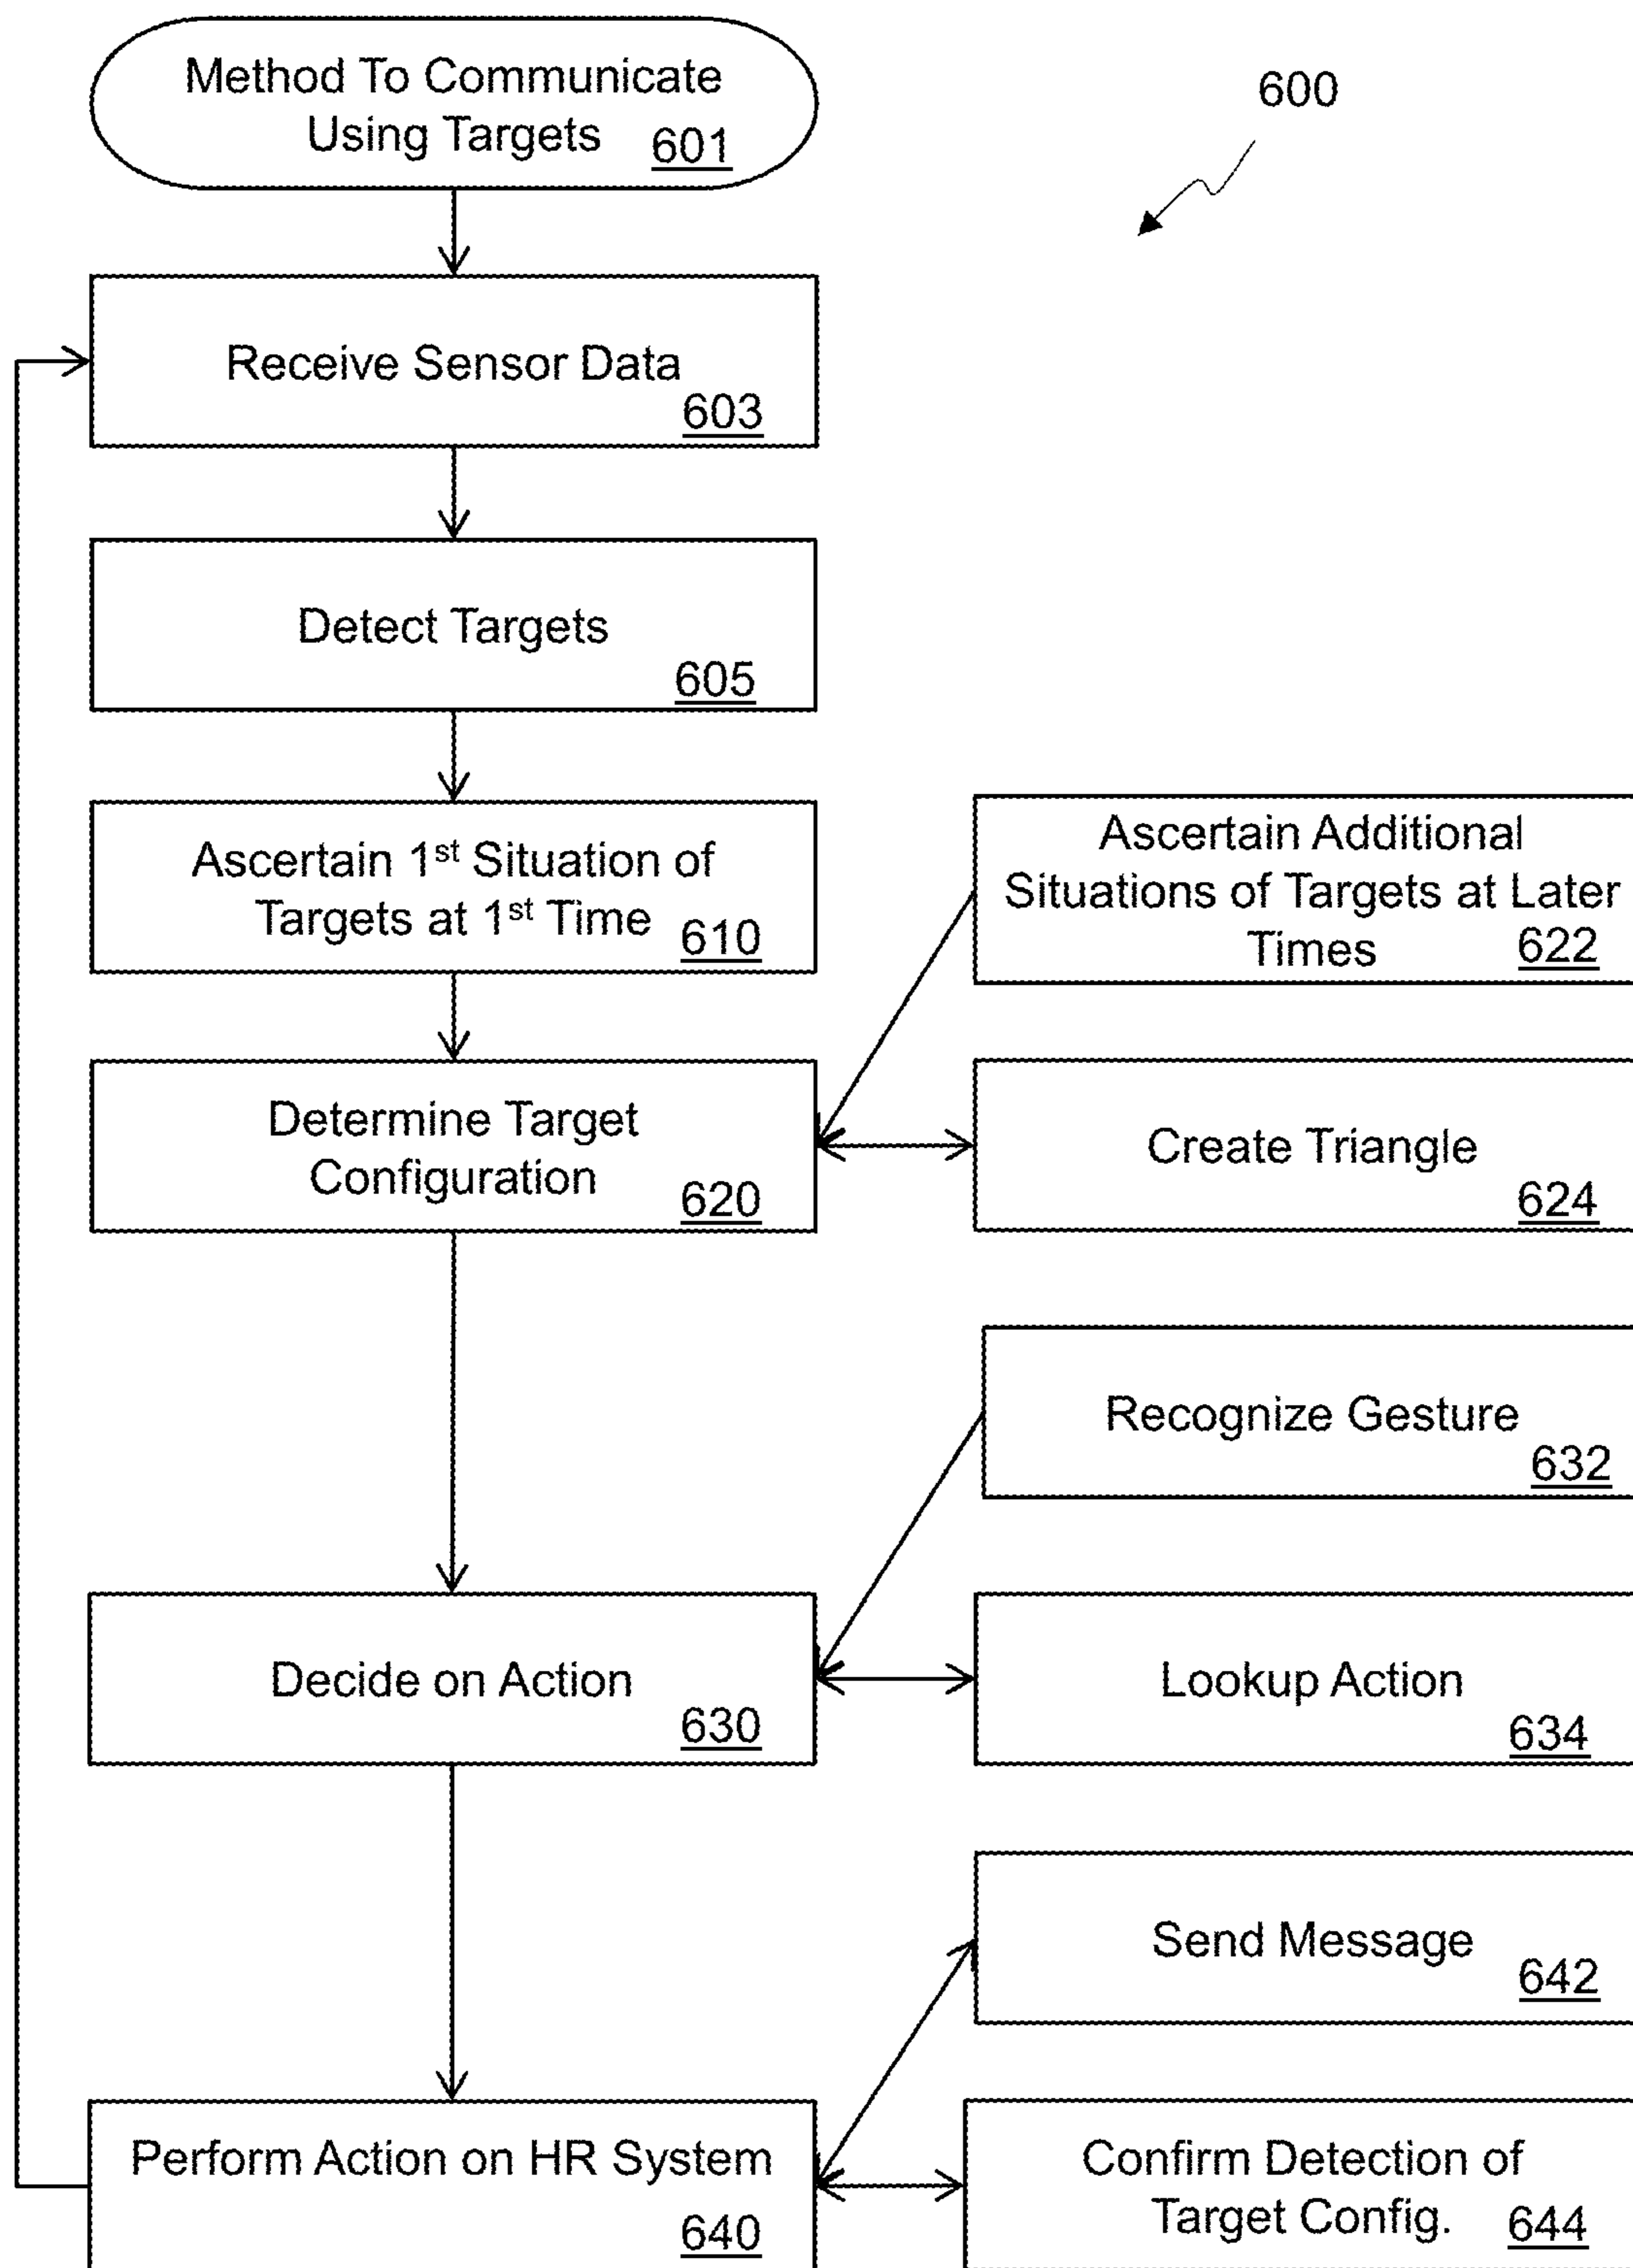 Method To Communicate
Using Targets 601
600
Receive Sensor Data
603
Detect Targets
605
Ascertain 1st Situation of
Targets at 1st Time 610
Ascertain Additional
Situations of Targets at Later
Times 622
Determine Target
Configuration 620
Create Triangle
624
Recognize Gesture
632
Decide on Action
630
Lookup Action
634
Send Message
642
Perform Action on HR System
640
Confirm Detection of
Target Config. 644